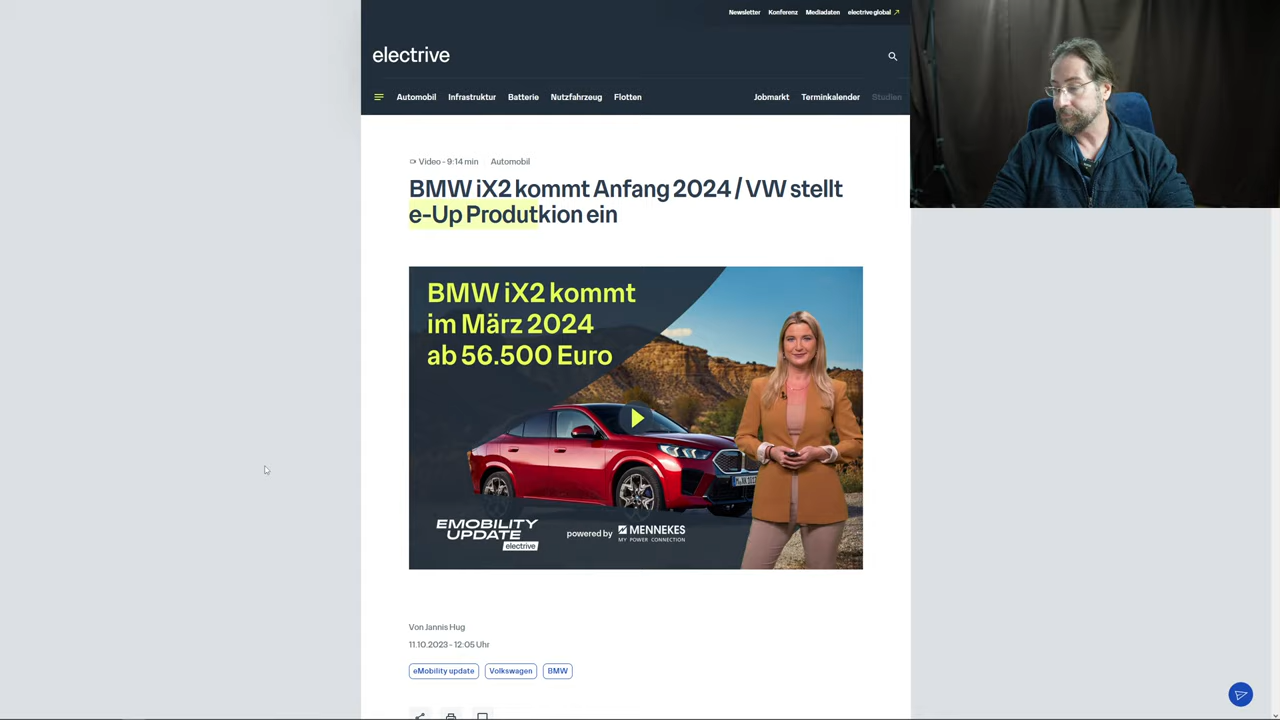 Newsletter Konferenz Mediadaten electrive global
electrive
Automobil Infrastruktur Batterie Nutzfahrzeug Flotten Jobmarkt Terminkalender Studien
Video - 9:14 min Automobil
BMW iX2 kommt Anfang 2024 / VW stellt
e-Up Produtkion ein
BMW iX2 kommt
im März 2024
ab 56.500 Euro
EMOBILITY
UPDATE
electrive
powered by MENNEKES
MY POWER CONNECTION
Von Jannis Hug
11.10.2023 - 12:05 Uhr
eMobility update Volkswagen BMW